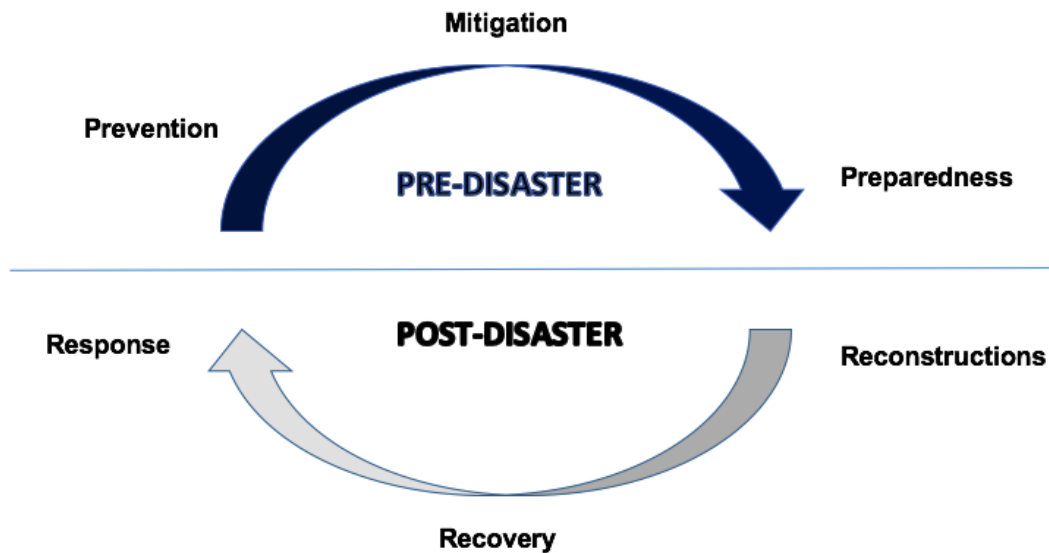 Mitigation
Prevention
PRE-DISASTER
Preparedness
POST-DISASTER
Response
Reconstructions
Recovery